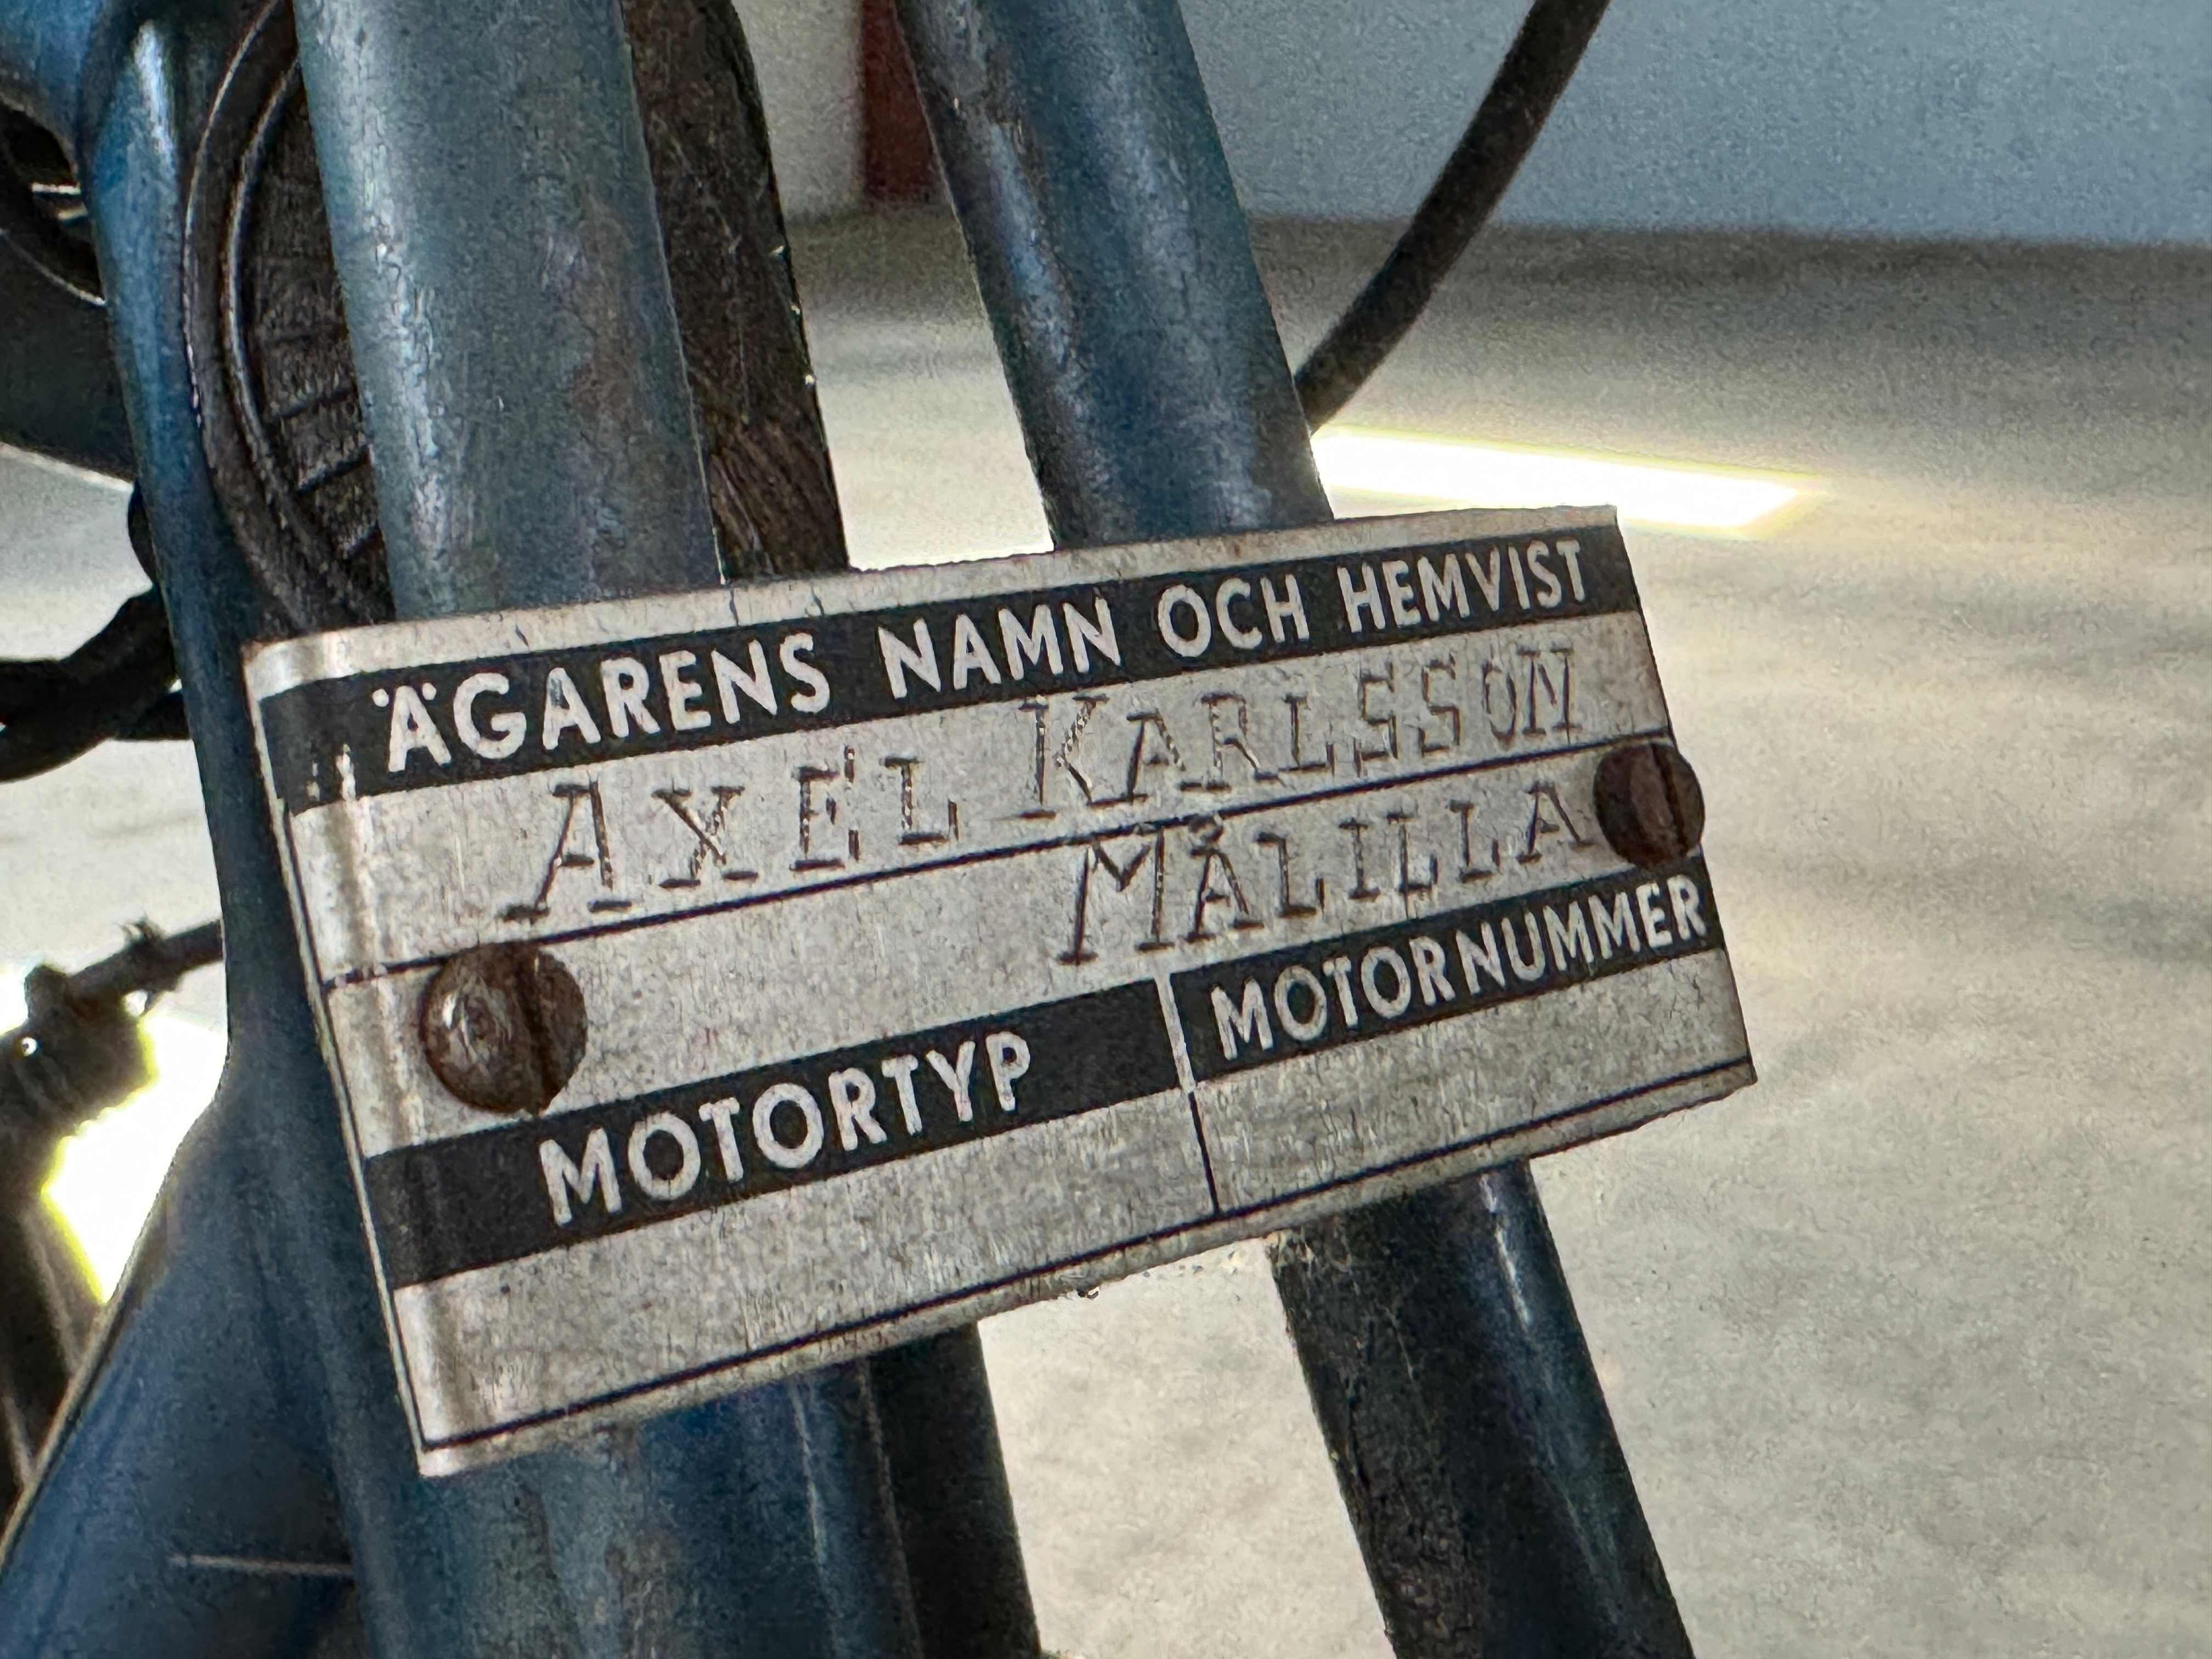 ÄGARENS NAMN OCH HEMVIST
AXEL KARLSSON
MÅLILLA
MOTORTYP MOTORNUMMER